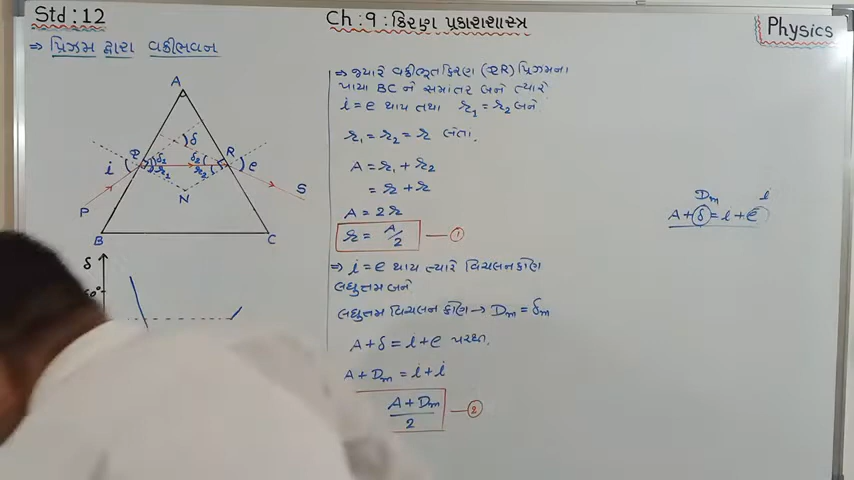 Std : 12
Ch : 9 : કિરણ પ્રકાશશાસ્ત્ર
Physics
⇒ પ્રિઝમ દ્વારા વક્રીભવન
A
δ
Q
R
i
e
δ₁
δ₂
r₁
r₂
N
P
S
B
C
δ
⇒ જ્યારે વક્રીભૂતકિરણ (QR) પ્રિઝમના
પાયા BC ને સમાંતર બને ત્યારે
i = e થાય તથા r₁ = r₂ બને
r₁ = r₂ = r લેતા.
A = r₁ + r₂
= r + r
A = 2r
r = A/2 — ①
⇒ i = e થાય ત્યારે વિચલનકોણ
લઘુત્તમ બને
લઘુત્તમ વિચલન કોણ → Dm = δm
A + δ = i + e પરથી.
A + Dm = i + i
A + Dm / 2 — ②
Dm i
A + δ = i + e